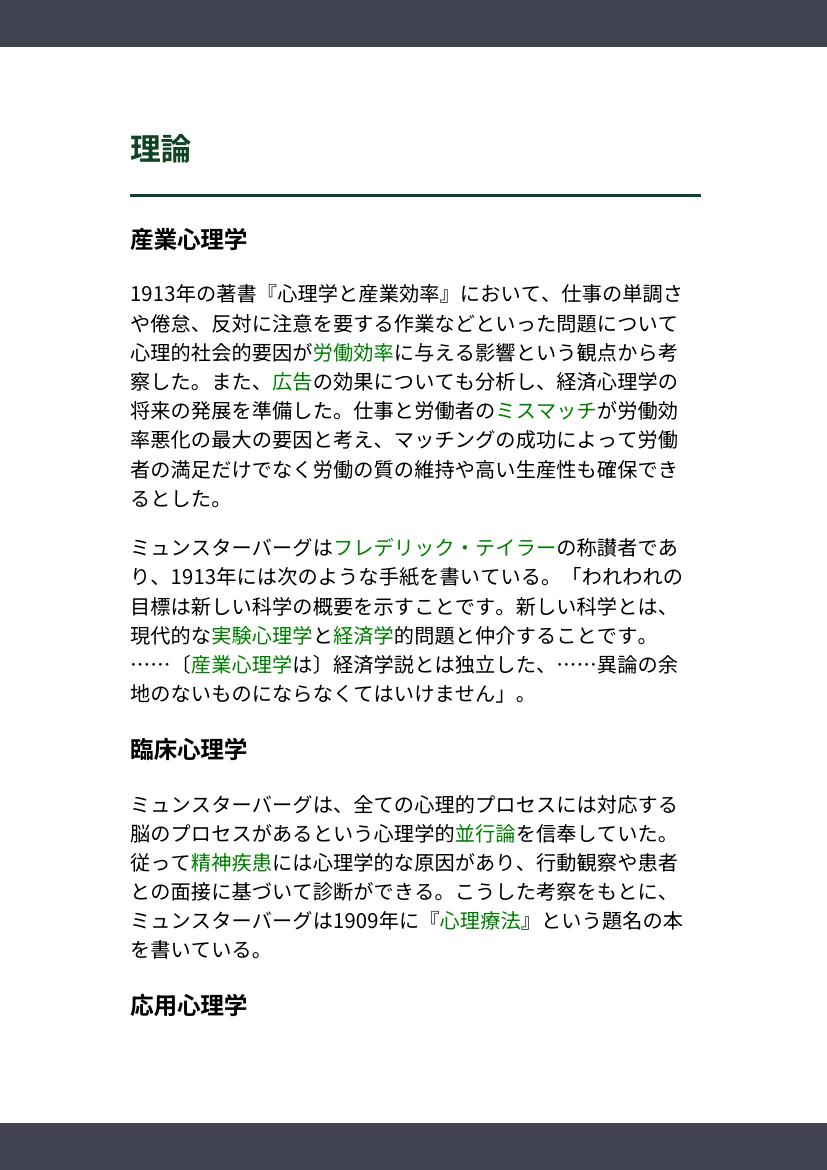 理論
産業心理学
1913年の著書『心理学と産業効率』において、仕事の単調さ
や倦怠、反対に注意を要する作業などといった問題について
心理的社会的要因が労働効率に与える影響という観点から考
察した。また、広告の効果についても分析し、経済心理学の
将来の発展を準備した。仕事と労働者のミスマッチが労働効
率悪化の最大の要因と考え、マッチングの成功によって労働
者の満足だけでなく労働の質の維持や高い生産性も確保でき
るとした。
ミュンスターバーグはフレデリック・テイラーの称讃者であ
り、1913年には次のような手紙を書いている。「われわれの
目標は新しい科学の概要を示すことです。新しい科学とは、
現代的な実験心理学と経済学的問題と仲介することです。
……〔産業心理学は〕経済学説とは独立した、……異論の余
地のないものにならなくてはいけません」。
臨床心理学
ミュンスターバーグは、全ての心理的プロセスには対応する
脳のプロセスがあるという心理学的並行論を信奉していた。
従って精神疾患には心理学的な原因があり、行動観察や患者
との面接に基づいて診断ができる。こうした考察をもとに、
ミュンスターバーグは1909年に『心理療法』という題名の本
を書いている。
応用心理学